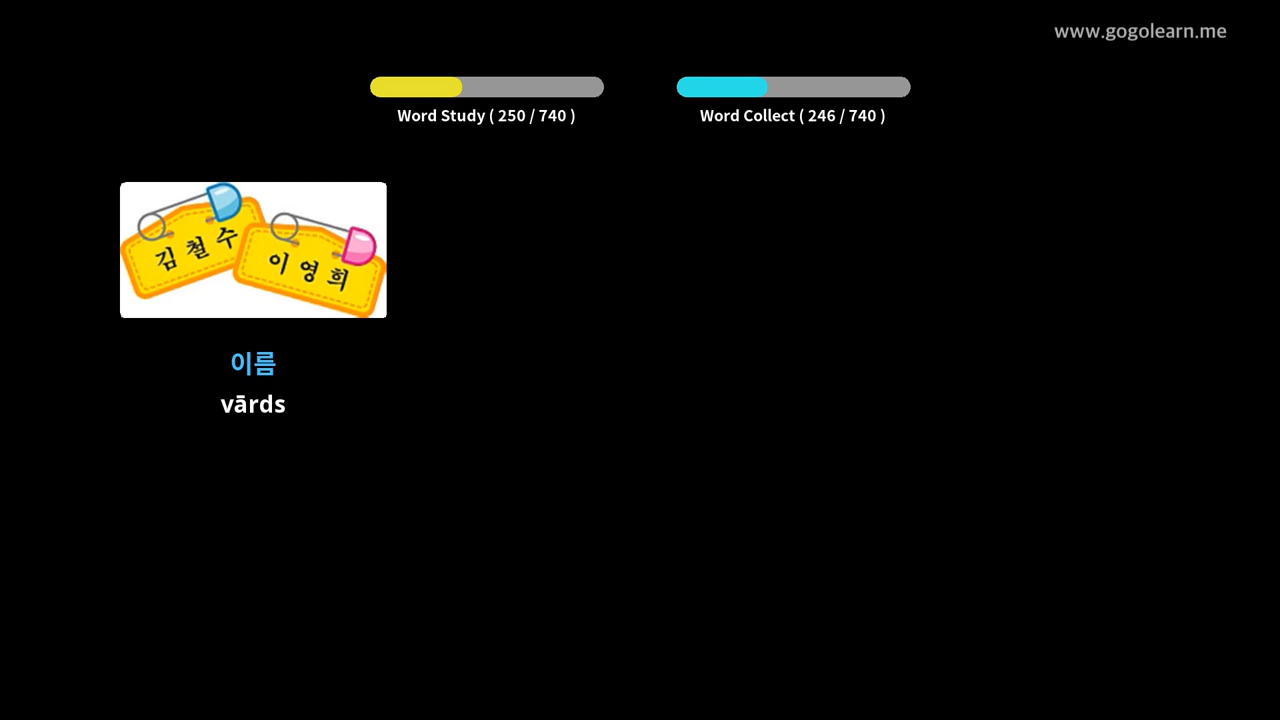 www.gogolearn.me
Word Study ( 250 / 740 )
Word Collect ( 246 / 740 )
김철수
이영희
이름
vārds